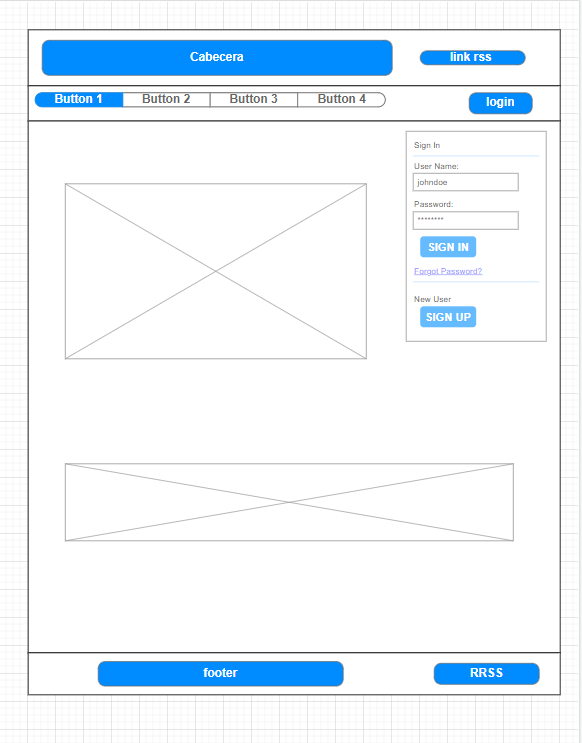 Cabecera
link rss
Button 1
Button 2
Button 3
Button 4
login
Sign In
User Name:
johndoe
Password:
********
SIGN IN
Forgot Password?
New User
SIGN UP
footer
RRSS